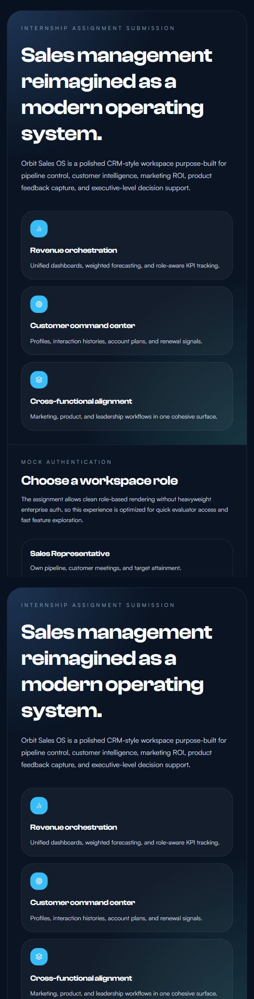 INTERNSHIP ASSIGNMENT SUBMISSION
Sales management
reimagined as a
modern operating
system.
Orbit Sales OS is a polished CRM-style workspace purpose-built for
pipeline control, customer intelligence, marketing ROI, product
feedback capture, and executive-level decision support.
Revenue orchestration
Unified dashboards, weighted forecasting, and role-aware KPI tracking.
Customer command center
Profiles, interaction histories, account plans, and renewal signals.
Cross-functional alignment
Marketing, product, and leadership workflows in one cohesive surface.
MOCK AUTHENTICATION
Choose a workspace role
The assignment allows clean role-based rendering without heavyweight
enterprise auth, so this experience is optimized for quick evaluator access and
fast feature exploration.
Sales Representative
Own pipeline, customer meetings, and target attainment.
INTERNSHIP ASSIGNMENT SUBMISSION
Sales management
reimagined as a
modern operating
system.
Orbit Sales OS is a polished CRM-style workspace purpose-built for
pipeline control, customer intelligence, marketing ROI, product
feedback capture, and executive-level decision support.
Revenue orchestration
Unified dashboards, weighted forecasting, and role-aware KPI tracking.
Customer command center
Profiles, interaction histories, account plans, and renewal signals.
Cross-functional alignment
Marketing, product, and leadership workflows in one cohesive surface.